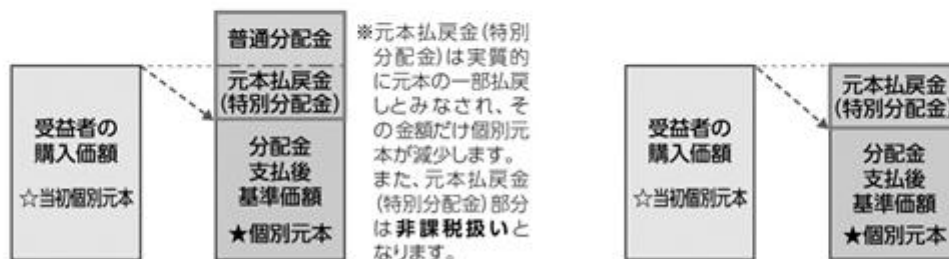 普通分配金
元本払戻金
(特別分配金)
受益者の
購入価額
☆当初個別元本
分配金
支払後
基準価額
★個別元本
※元本払戻金(特別
分配金)は実質的
に元本の一部払戻
しとみなされ、そ
の金額だけ個別元
本が減少します。
また、元本払戻金
(特別分配金)部分
は非課税扱いと
なります。
受益者の
購入価額
☆当初個別元本
元本払戻金
(特別分配金)
分配金
支払後
基準価額
★個別元本